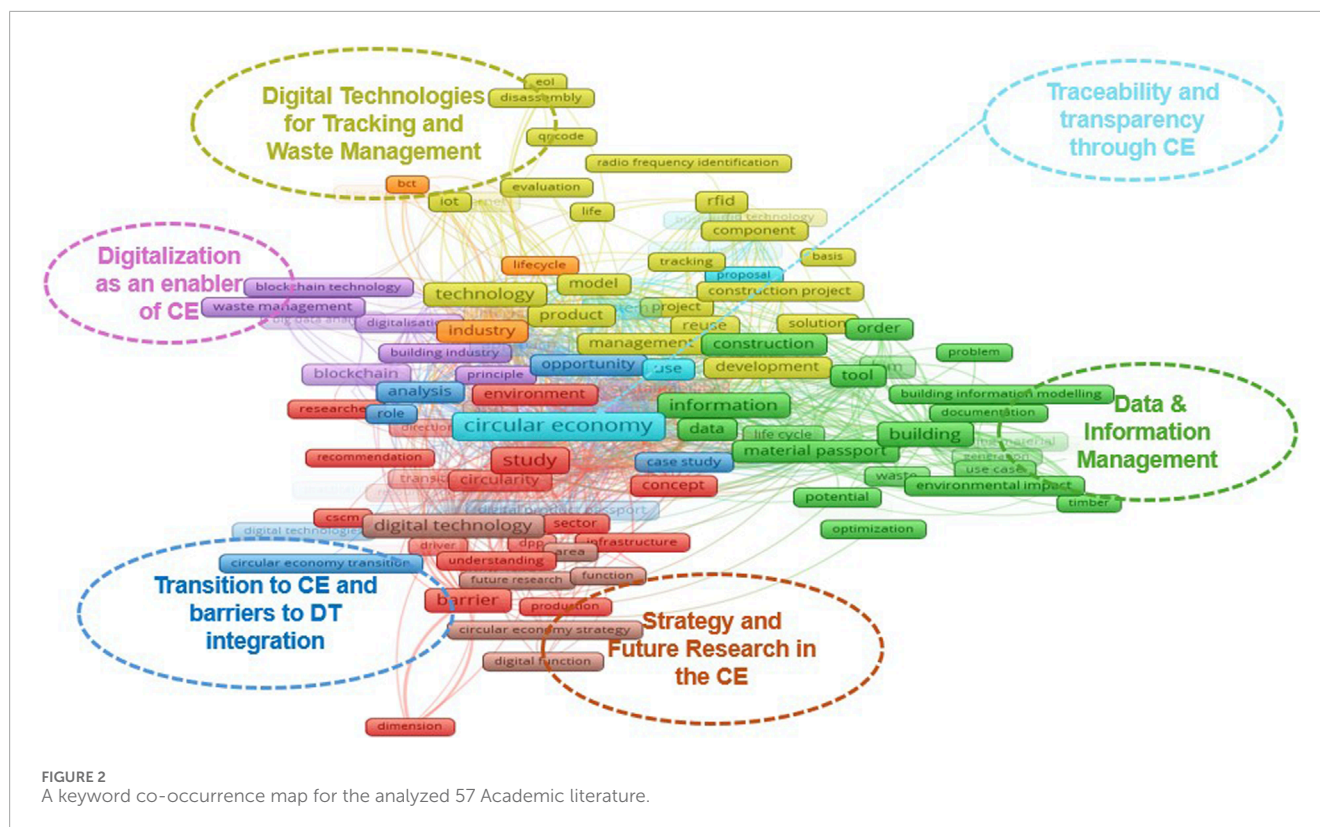 Digital Technologies
for Tracking and
Waste Management
Traceability and
transparency
through CE
eol
disassembly
qr code
radio frequency identification
bct
evaluation
iot
life
rfid
technology
component
tracking
basis
lifecycle
proposal
Digitalization
as an enabler
of CE
blockchain technology
waste management
technology
model
construction project
project
product
digitalisation
industry
reuse
solution
order
management
construction
building industry
opportunity
use
development
tool
problem
blockchain
principle
analysis
environment
building information modelling
Data &
Information
Management
researcher
role
information
documentation
circular economy
data
life cycle
building
direction
material passport
recommendation
study
case study
use case
circularity
concept
waste
environmental impact
potential
timber
cscm
digital technology
sector
optimization
digital technologies
driver
dpp
area
infrastructure
circular economy transition
understanding
future research
function
Transition to CE and
barriers to DT
integration
barrier
production
circular economy strategy
Strategy and
Future Research in
the CE
digital function
dimension
FIGURE 2
A keyword co-occurrence map for the analyzed 57 Academic literature.